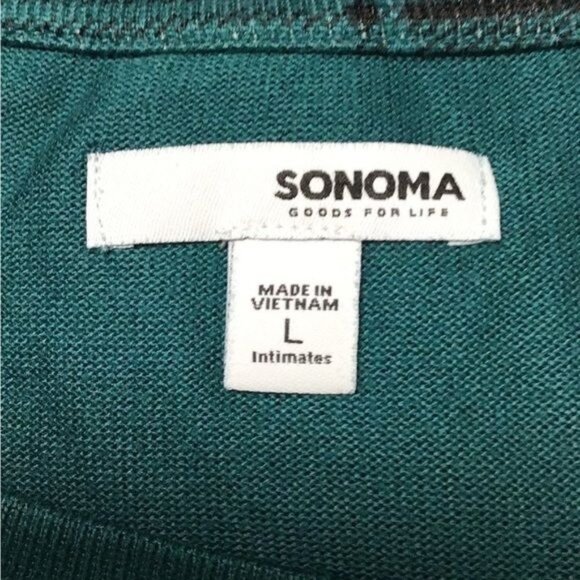 SONOMA
GOODS FOR LIFE
MADE IN
VIETNAM
L
Intimates